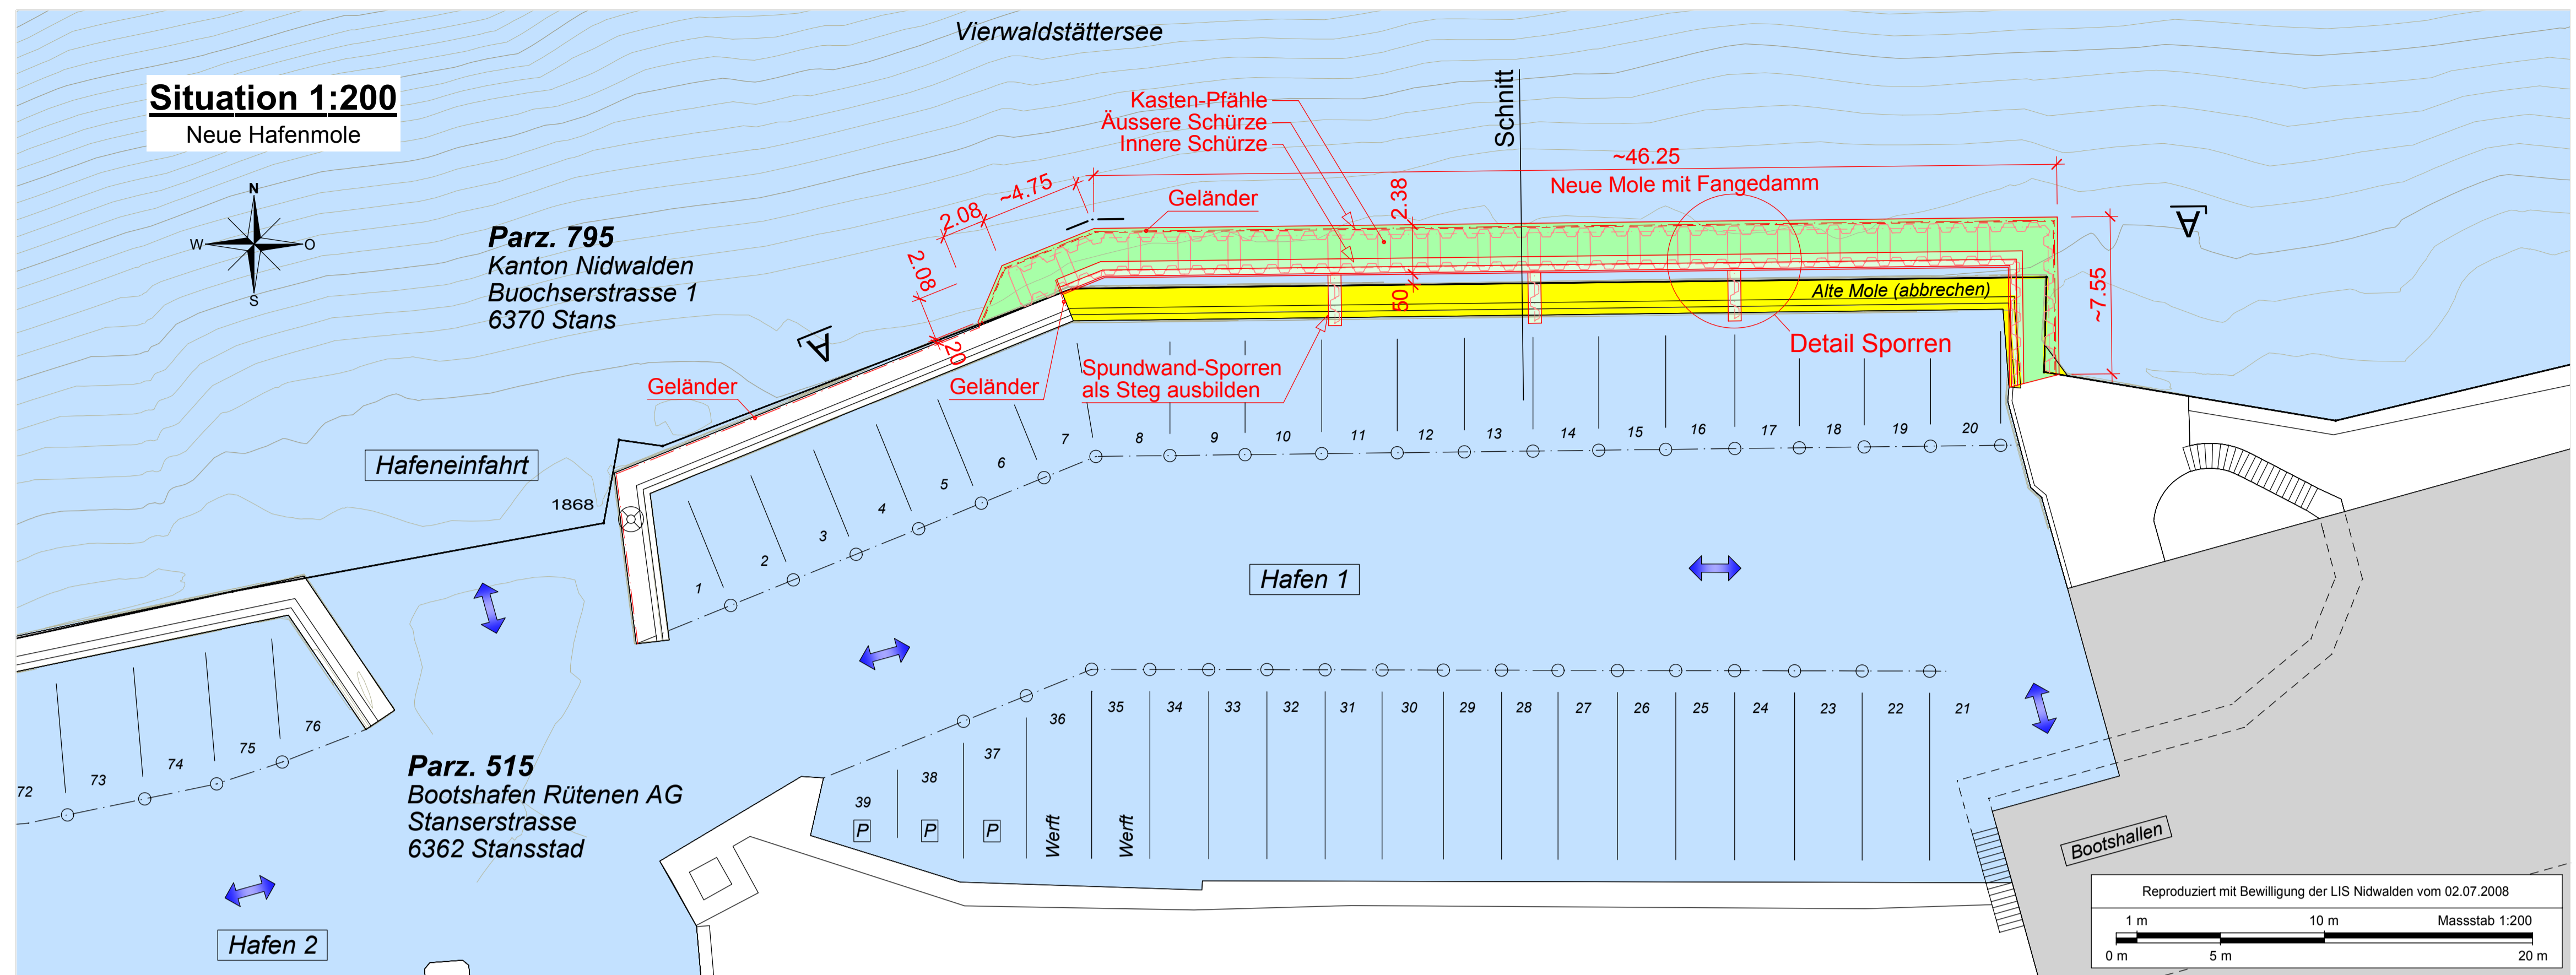 Vierwaldstättersee
Situation 1:200
Neue Hafenmole
N
W
O
S
Parz. 795
Kanton Nidwalden
Buochserstrasse 1
6370 Stans
Kasten-Pfähle
Äussere Schürze
Innere Schürze
Schnitt
~46.25
Neue Mole mit Fangedamm
Geländer
2.38
~4.75
2.08
2.08
20
50
~7.55
A
A
Alte Mole (abbrechen)
Detail Sporren
Spundwand-Sporren
als Steg ausbilden
Geländer
Geländer
Hafeneinfahrt
1868
1
2
3
4
5
6
7
8
9
10
11
12
13
14
15
16
17
18
19
20
Hafen 1
36
35
34
33
32
31
30
29
28
27
26
25
24
23
22
21
37
38
39
P
P
P
Werft
Werft
72
73
74
75
76
Parz. 515
Bootshafen Rütenen AG
Stanserstrasse
6362 Stansstad
Hafen 2
Bootshallen
Reproduziert mit Bewilligung der LIS Nidwalden vom 02.07.2008
1 m
10 m
Massstab 1:200
0 m
5 m
20 m